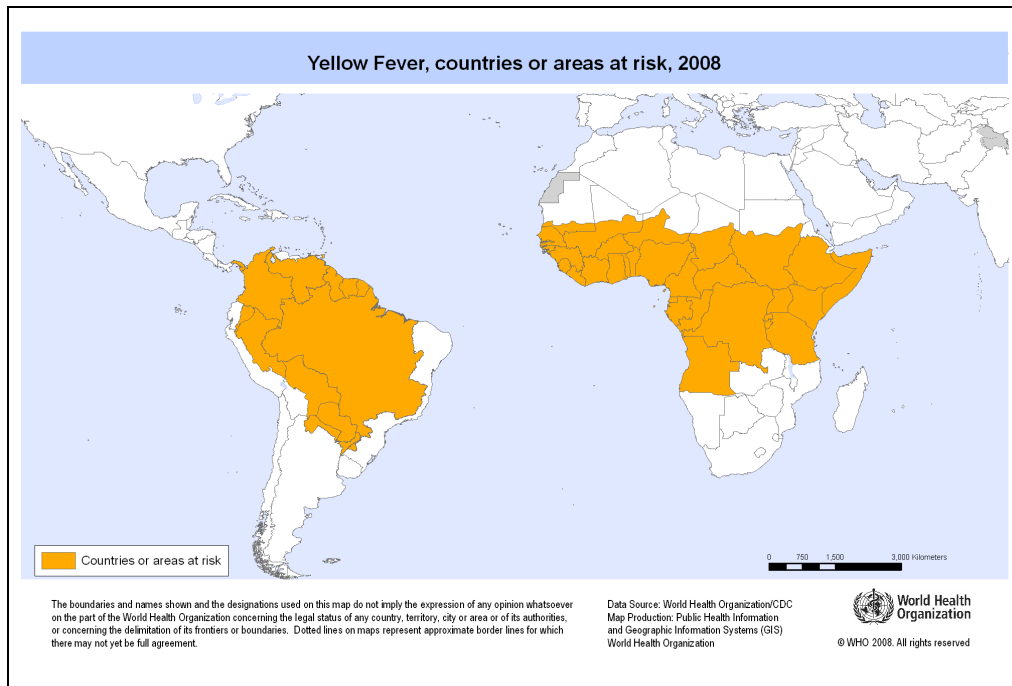 Yellow Fever, countries or areas at risk, 2008
Countries or areas at risk
0 750 1,500 3,000 Kilometers
The boundaries and names shown and the designations used on this map do not imply the expression of any opinion whatsoever
on the part of the World Health Organization concerning the legal status of any country, territory, city or area or of its authorities,
or concerning the delimitation of its frontiers or boundaries. Dotted lines on maps represent approximate border lines for which
there may not yet be full agreement.
Data Source: World Health Organization/CDC
Map Production: Public Health Information
and Geographic Information Systems (GIS)
World Health Organization
World Health
Organization
© WHO 2008. All rights reserved